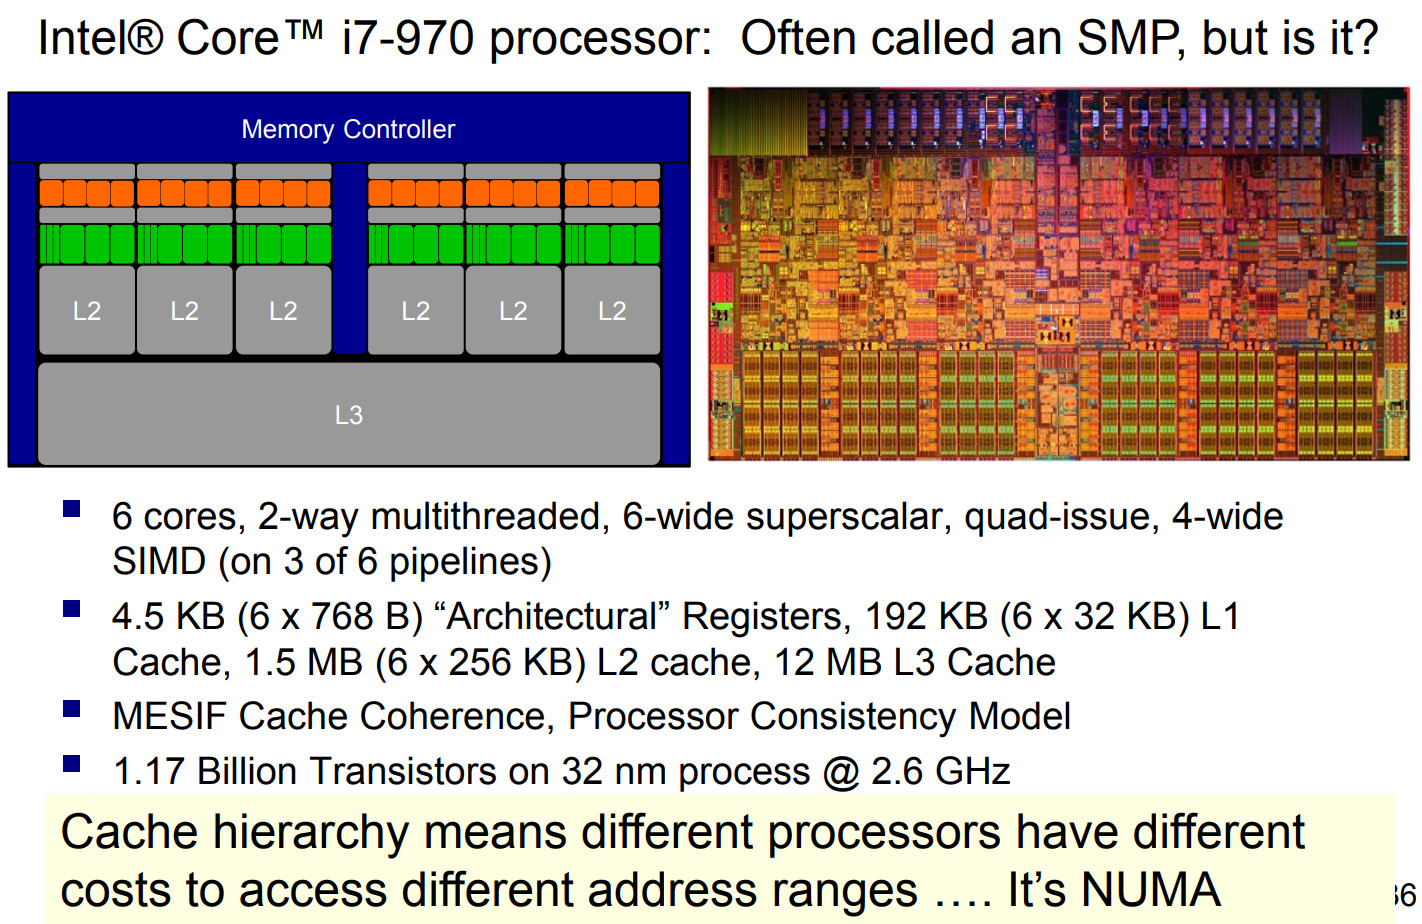 Intel® Core™ i7-970 processor: Often called an SMP, but is it?
Memory Controller
L2 L2 L2 L2 L2 L2
L3
6 cores, 2-way multithreaded, 6-wide superscalar, quad-issue, 4-wide
SIMD (on 3 of 6 pipelines)
4.5 KB (6 x 768 B) “Architectural” Registers, 192 KB (6 x 32 KB) L1
Cache, 1.5 MB (6 x 256 KB) L2 cache, 12 MB L3 Cache
MESIF Cache Coherence, Processor Consistency Model
1.17 Billion Transistors on 32 nm process @ 2.6 GHz
Cache hierarchy means different processors have different
costs to access different address ranges …. It’s NUMA